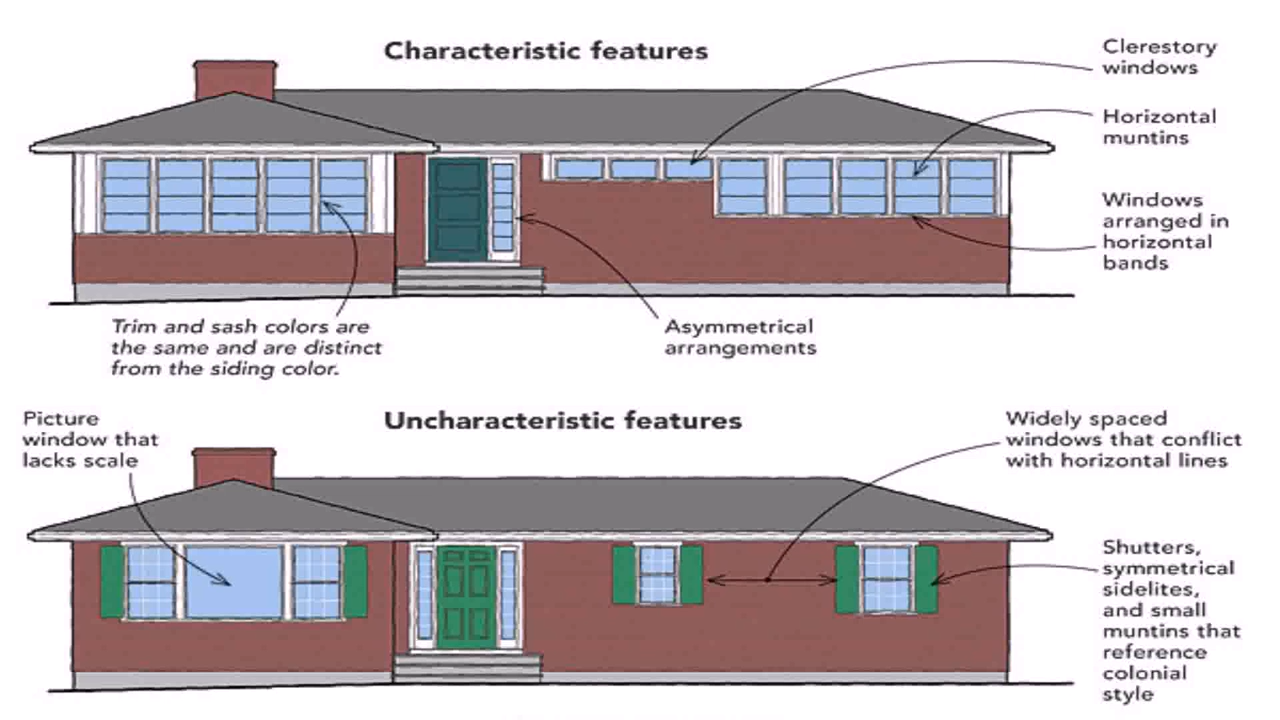 Characteristic features
Clerestory
windows
Horizontal
muntins
Windows
arranged in
horizontal
bands
Trim and sash colors are
the same and are distinct
from the siding color.
Asymmetrical
arrangements
Uncharacteristic features
Picture
window that
lacks scale
Widely spaced
windows that conflict
with horizontal lines
Shutters,
symmetrical
sidelites,
and small
muntins that
reference
colonial
style